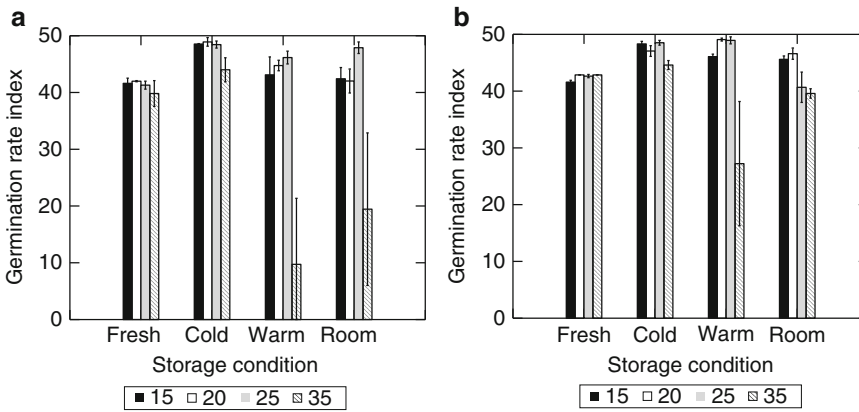 a
Germination rate index
50
40
30
20
10
0
Fresh Cold Warm Room
Storage condition
15 20 25 35
b
Germination rate index
50
40
30
20
10
0
Fresh Cold Warm Room
Storage condition
15 20 25 35